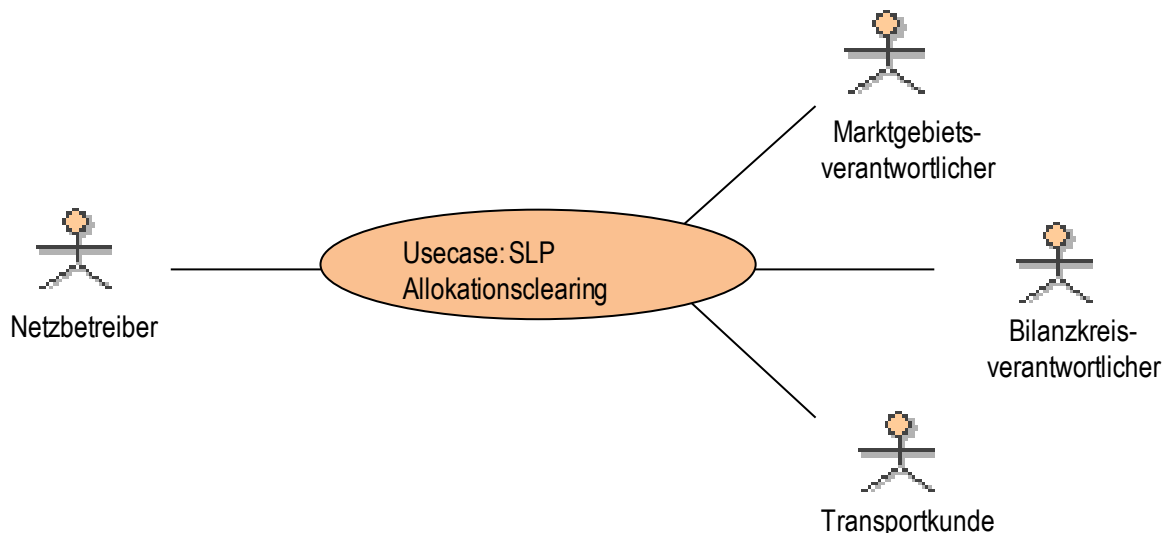 Marktgebiets-
verantwortlicher
Usecase: SLP
Allokationsclearing
Netzbetreiber
Bilanzkreis-
verantwortlicher
Transportkunde